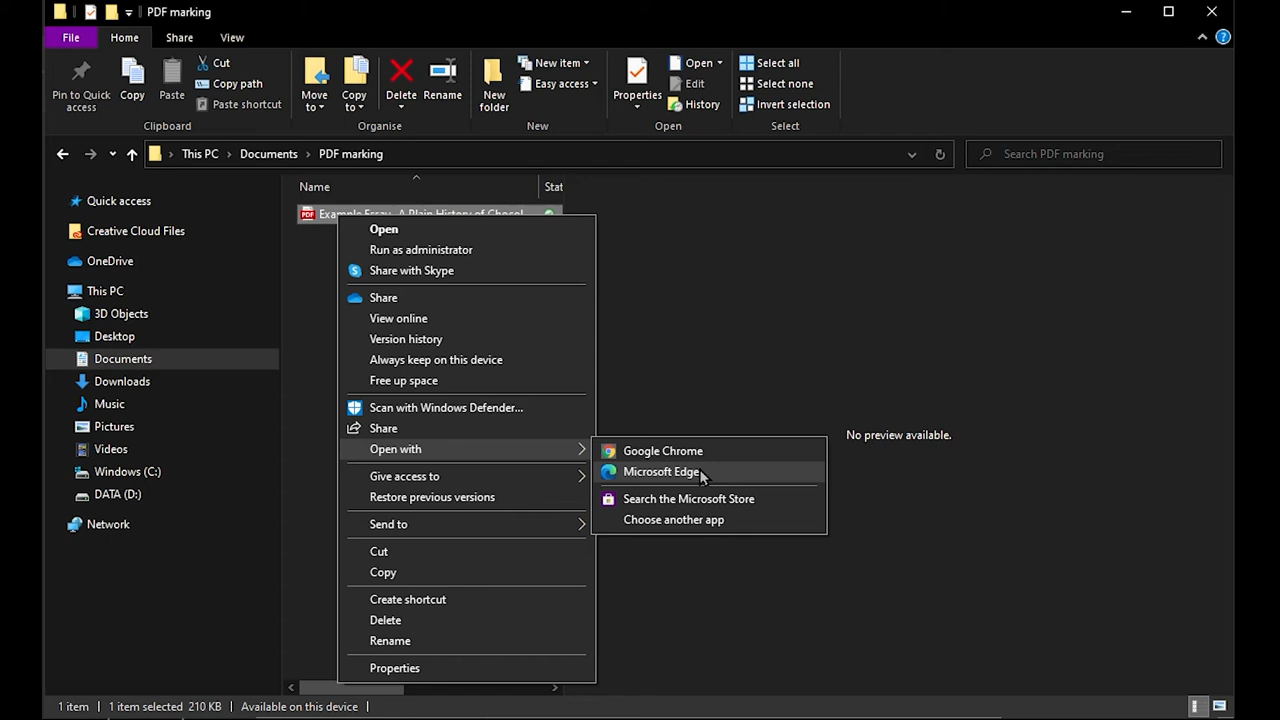 PDF marking
File Home Share View
Pin to Quick access
Copy
Paste
Cut
Copy path
Paste shortcut
Clipboard
Move to
Copy to
Delete
Rename
Organise
New folder
New item
Easy access
New
Properties
Open
Edit
History
Open
Select all
Select none
Invert selection
Select
This PC Documents PDF marking
Search PDF marking
Quick access
Creative Cloud Files
OneDrive
This PC
3D Objects
Desktop
Documents
Downloads
Music
Pictures
Videos
Windows (C:)
DATA (D:)
Network
Name Stat
PDF Example Essay - A Plain History of Chocol
Open
Run as administrator
Share with Skype
Share
View online
Version history
Always keep on this device
Free up space
Scan with Windows Defender...
Share
Open with
Give access to
Restore previous versions
Send to
Cut
Copy
Create shortcut
Delete
Rename
Properties
Google Chrome
Microsoft Edge
Search the Microsoft Store
Choose another app
No preview available.
1 item 1 item selected 210 KB Available on this device